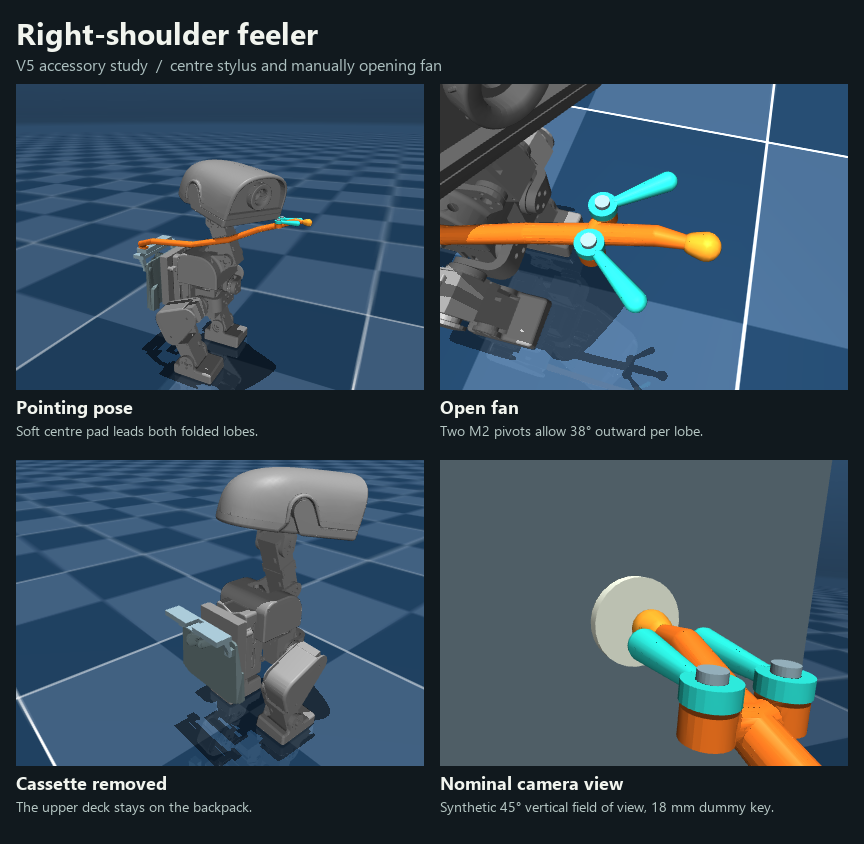 Right-shoulder feeler
V5 accessory study / centre stylus and manually opening fan
Pointing pose
Soft centre pad leads both folded lobes.
Open fan
Two M2 pivots allow 38° outward per lobe.
Cassette removed
The upper deck stays on the backpack.
Nominal camera view
Synthetic 45° vertical field of view, 18 mm dummy key.